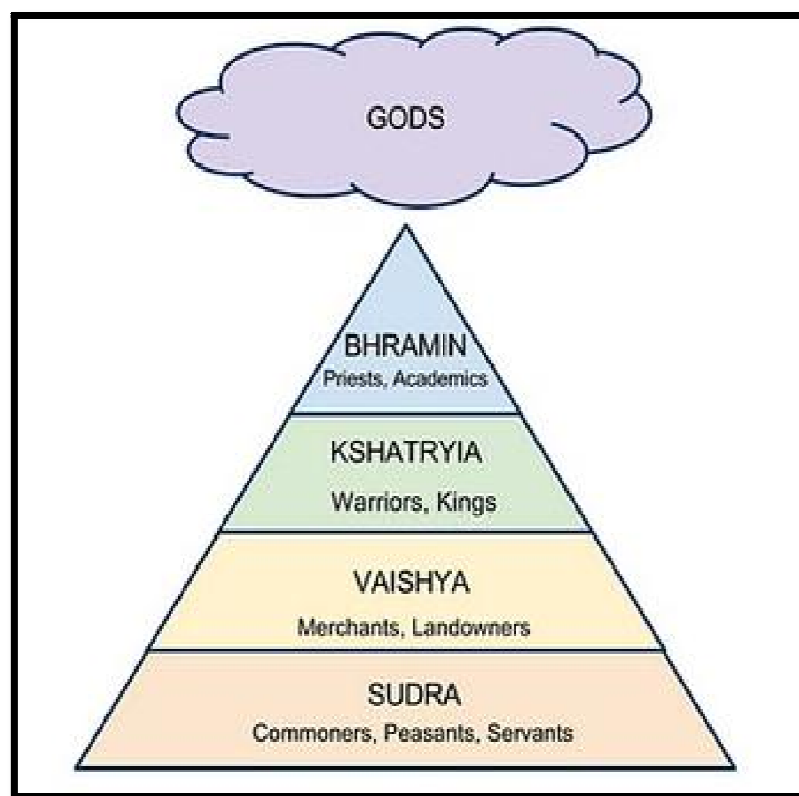 GODS
BHRAMIN
Priests, Academics
KSHATRYIA
Warriors, Kings
VAISHYA
Merchants, Landowners
SUDRA
Commoners, Peasants, Servants